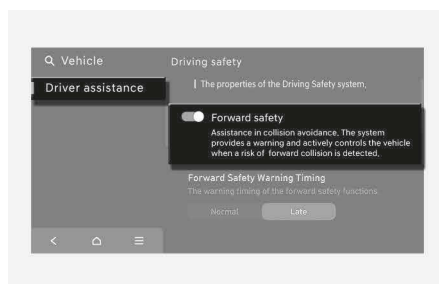 Vehicle
Driving safety
Driver assistance
The properties of the Driving Safety system.
Forward safety
Assistance in collision avoidance. The system
provides a warning and actively controls the vehicle
when a risk of forward collision is detected.
Forward Safety Warning Timing
The warning timing of the forward safety functions
Normal
Late